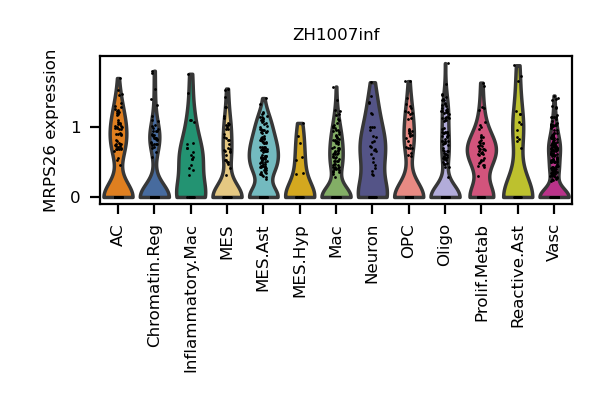 ZH1007inf
MRPS26 expression
1
0
AC
Chromatin.Reg
Inflammatory.Mac
MES
MES.Ast
MES.Hyp
Mac
Neuron
OPC
Oligo
Prolif.Metab
Reactive.Ast
Vasc